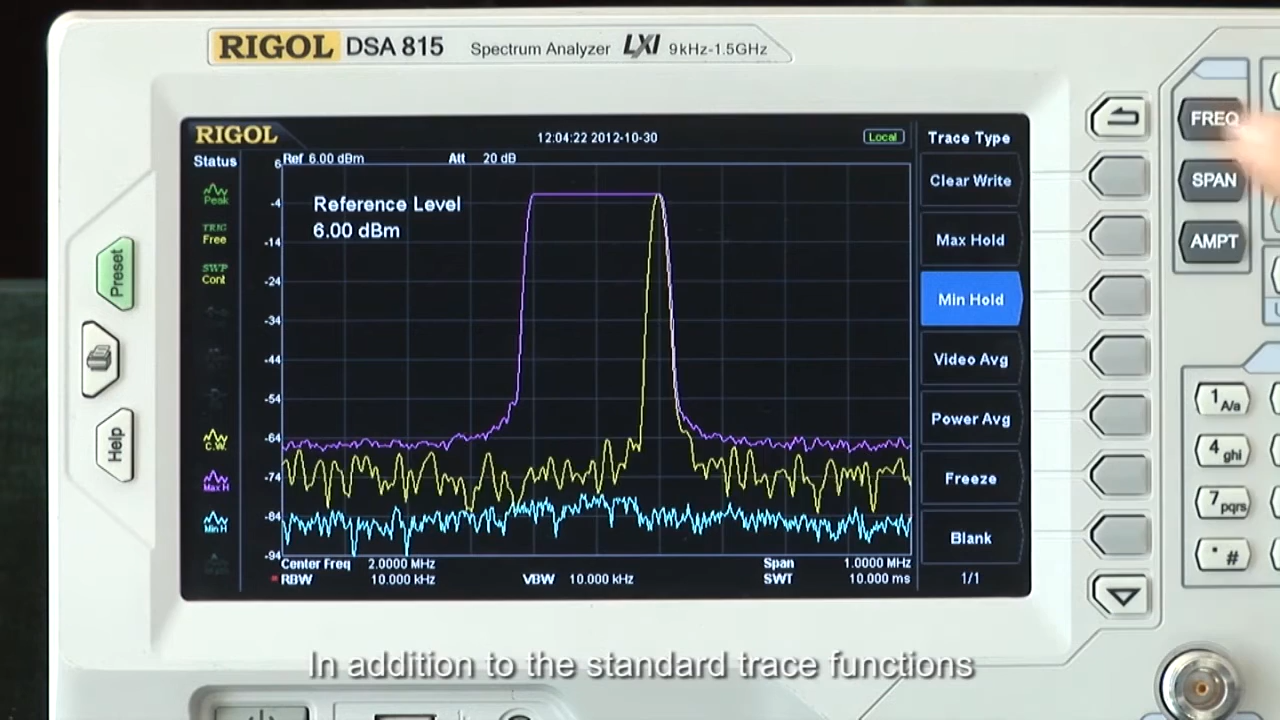 RIGOL DSA 815 Spectrum Analyzer LXI 9kHz-1.5GHz
RIGOL
12:04:22 2012-10-30
Local
Trace Type
Status
Ref 6.00 dBm
Att 20 dB
Reference Level
6.00 dBm
6
-4
-14
-24
-34
-44
-54
-64
-74
-84
-94
Peak
TRIG
Free
SWP
Cont
C.W.
Max H
Min H
Clear Write
Max Hold
Min Hold
Video Avg
Power Avg
Freeze
Blank
1/1
Center Freq 2.0000 MHz
Span 1.0000 MHz
RBW 10.000 kHz
VBW 10.000 kHz
SWT 10.000 ms
Preset
Help
FREQ
SPAN
AMPT
1 A/a
4 ghi
7 pqrs
* #
In addition to the standard trace functions